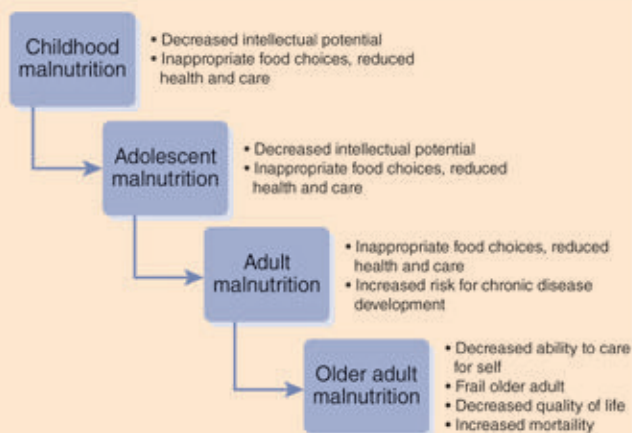 Childhood
malnutrition
• Decreased intellectual potential
• Inappropriate food choices, reduced
health and care
Adolescent
malnutrition
• Decreased intellectual potential
• Inappropriate food choices, reduced
health and care
Adult
malnutrition
• Inappropriate food choices, reduced
health and care
• Increased risk for chronic disease
development
Older adult
malnutrition
• Decreased ability to care
for self
• Frail older adult
• Decreased quality of life
• Increased mortaility